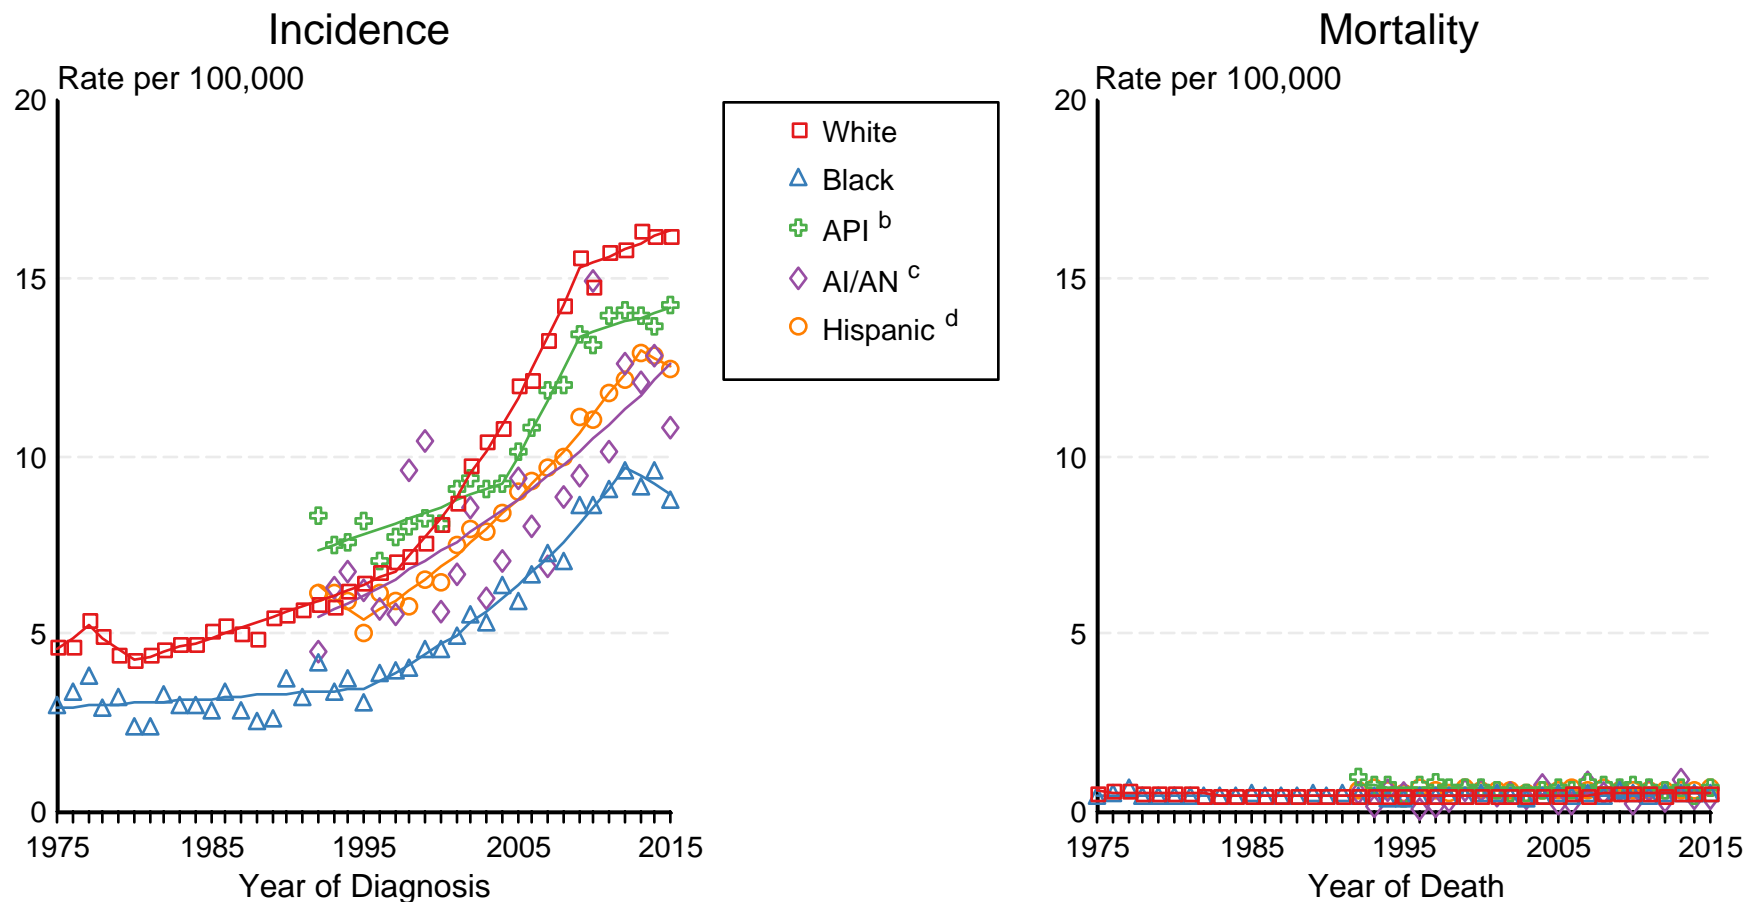 Incidence
Mortality
Rate per 100,000
Rate per 100,000
20
15
10
5
0
1975 1985 1995 2005 2015
Year of Diagnosis
White
Black
API b
AI/AN c
Hispanic d
20
15
10
5
0
1975 1985 1995 2005 2015
Year of Death